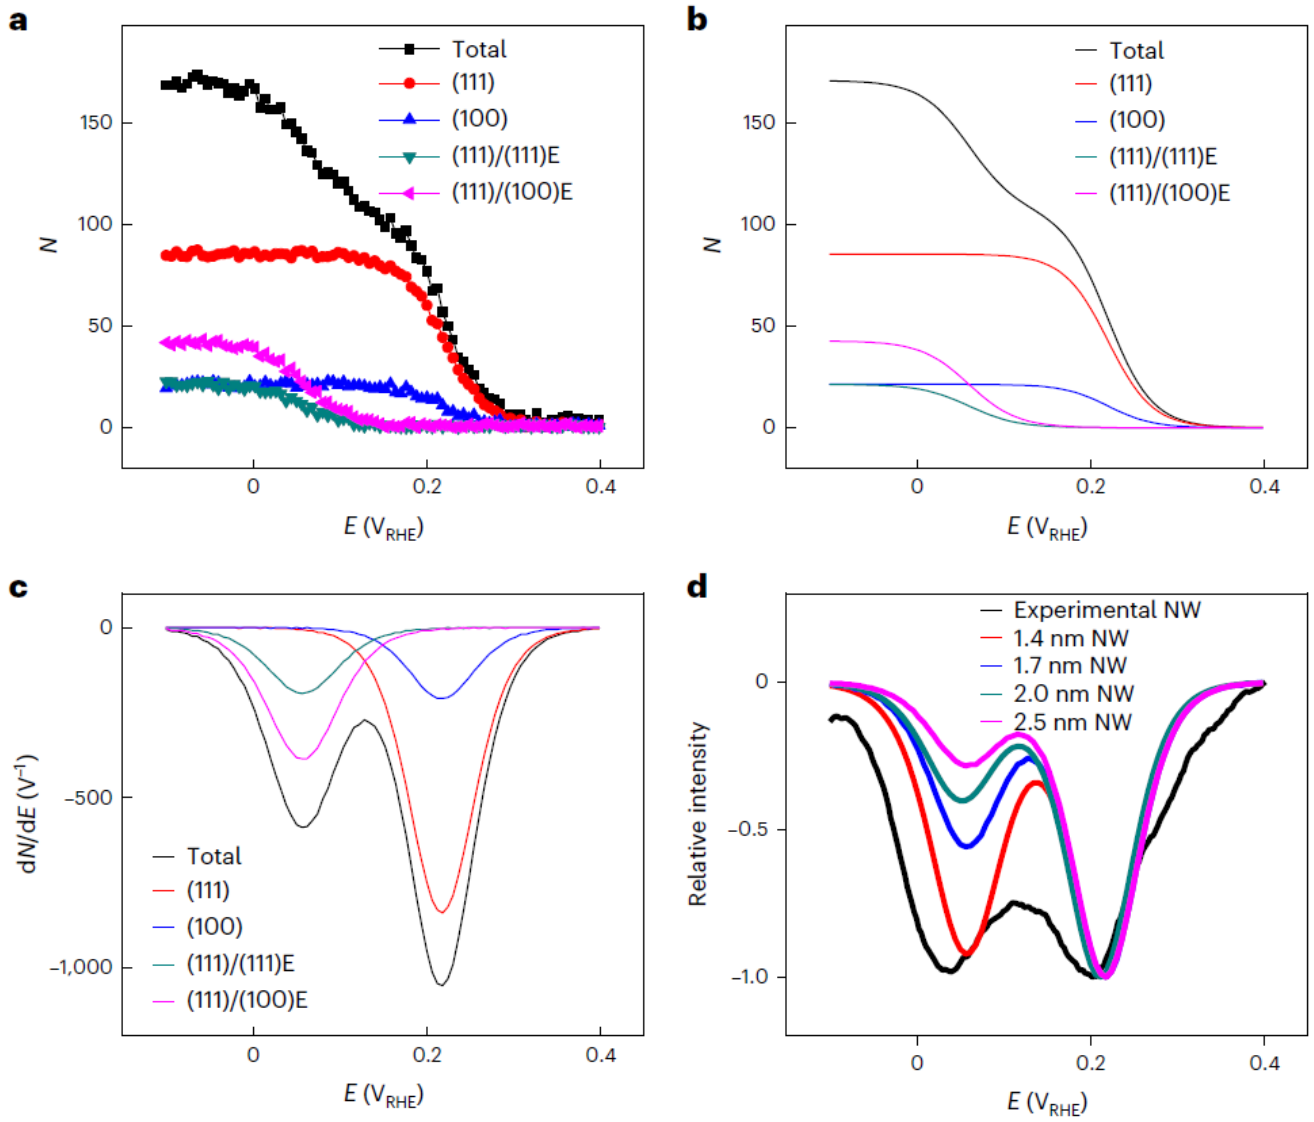 a
Total
(111)
(100)
(111)/(111)E
(111)/(100)E
150
100
50
0
N
0
0.2
0.4
E (V_RHE)
b
Total
(111)
(100)
(111)/(111)E
(111)/(100)E
150
100
50
0
N
0
0.2
0.4
E (V_RHE)
c
0
–500
–1,000
dN/dE (V⁻¹)
Total
(111)
(100)
(111)/(111)E
(111)/(100)E
0
0.2
0.4
E (V_RHE)
d
Experimental NW
1.4 nm NW
1.7 nm NW
2.0 nm NW
2.5 nm NW
0
–0.5
–1.0
Relative intensity
0
0.2
0.4
E (V_RHE)